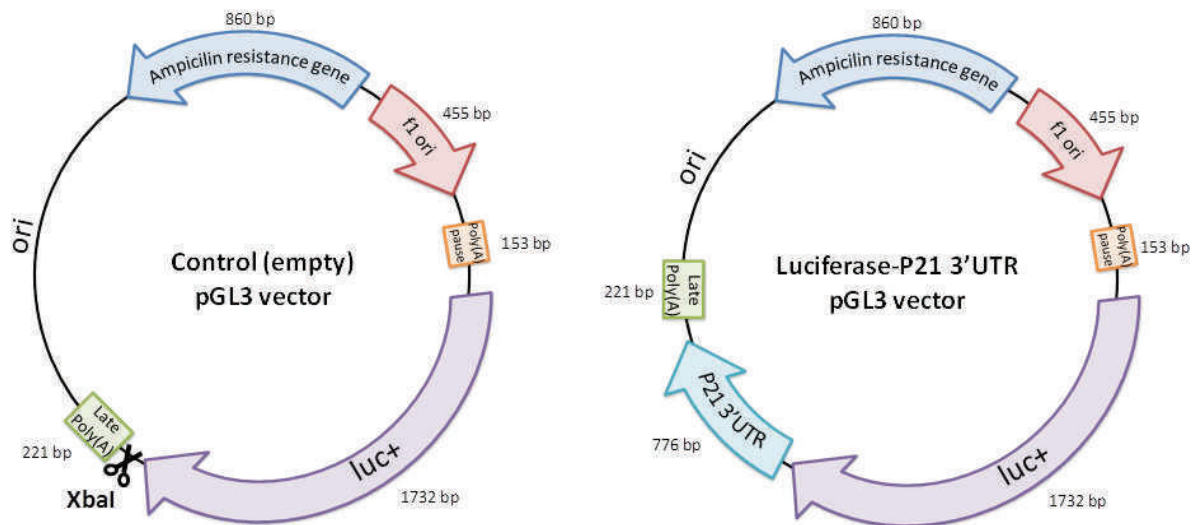 860 bp
Ampicilin resistance gene
455 bp
f1 ori
Poly(A)
pause
153 bp
ori
Control (empty)
pGL3 vector
Late
Poly(A)
221 bp
XbaI
luc+
1732 bp
860 bp
Ampicilin resistance gene
455 bp
f1 ori
Poly(A)
pause
153 bp
ori
Luciferase-P21 3'UTR
pGL3 vector
221 bp
Late
Poly(A)
P21 3'UTR
776 bp
luc+
1732 bp